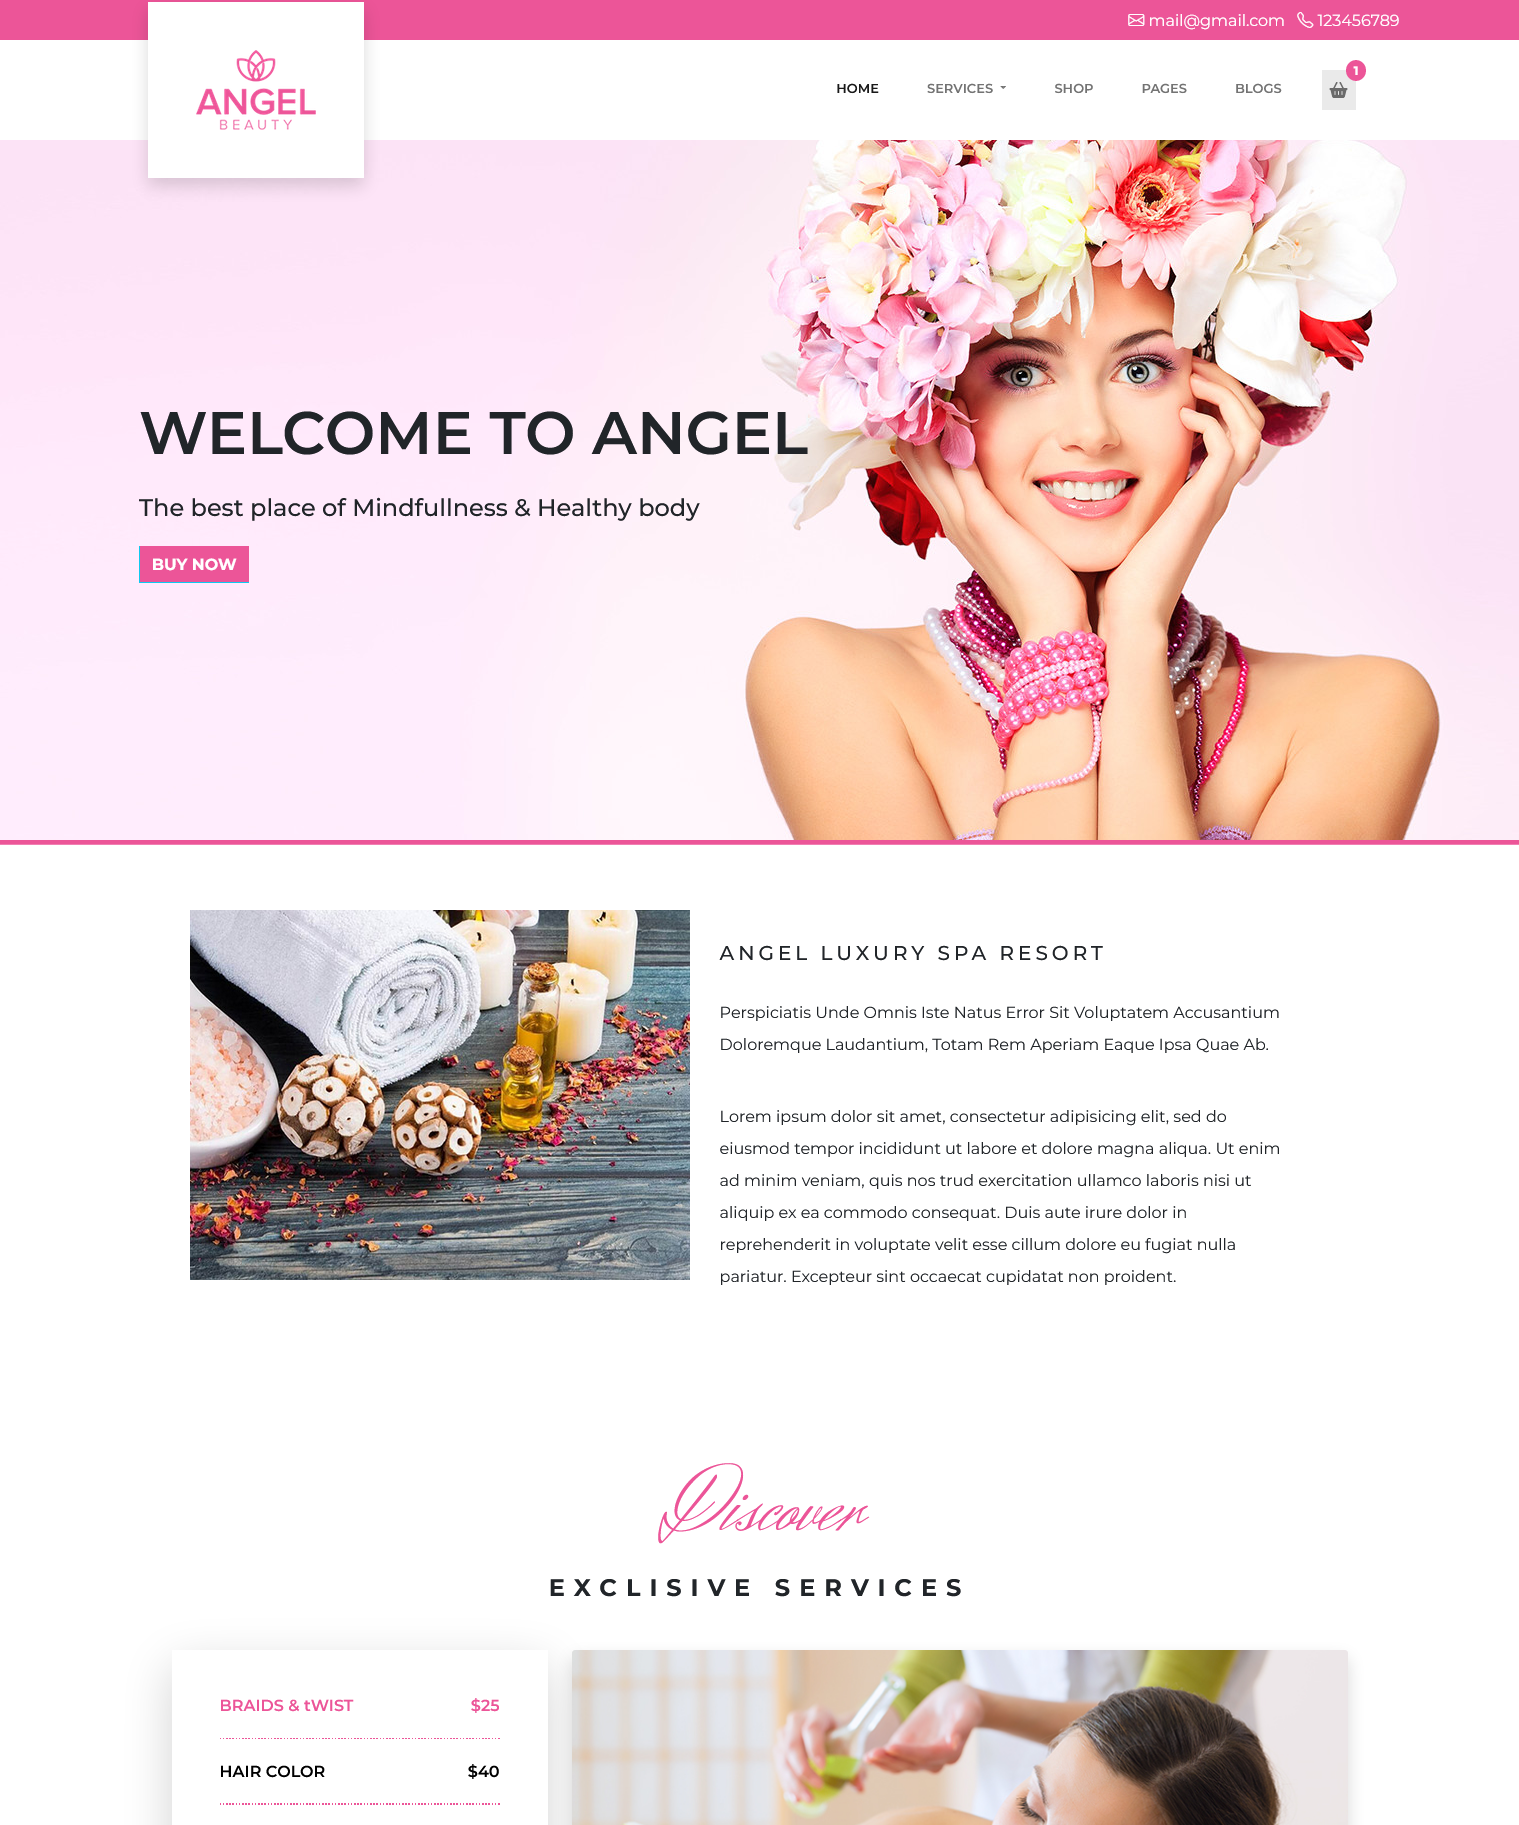 mail@gmail.com 123456789
ANGEL
BEAUTY
HOME SERVICES SHOP PAGES BLOGS
1
WELCOME TO ANGEL
The best place of Mindfullness & Healthy body
BUY NOW
ANGEL LUXURY SPA RESORT
Perspiciatis Unde Omnis Iste Natus Error Sit Voluptatem Accusantium
Doloremque Laudantium, Totam Rem Aperiam Eaque Ipsa Quae Ab.
Lorem ipsum dolor sit amet, consectetur adipisicing elit, sed do
eiusmod tempor incididunt ut labore et dolore magna aliqua. Ut enim
ad minim veniam, quis nos trud exercitation ullamco laboris nisi ut
aliquip ex ea commodo consequat. Duis aute irure dolor in
reprehenderit in voluptate velit esse cillum dolore eu fugiat nulla
pariatur. Excepteur sint occaecat cupidatat non proident.
Discover
EXCLISIVE SERVICES
BRAIDS & tWIST $25
HAIR COLOR $40